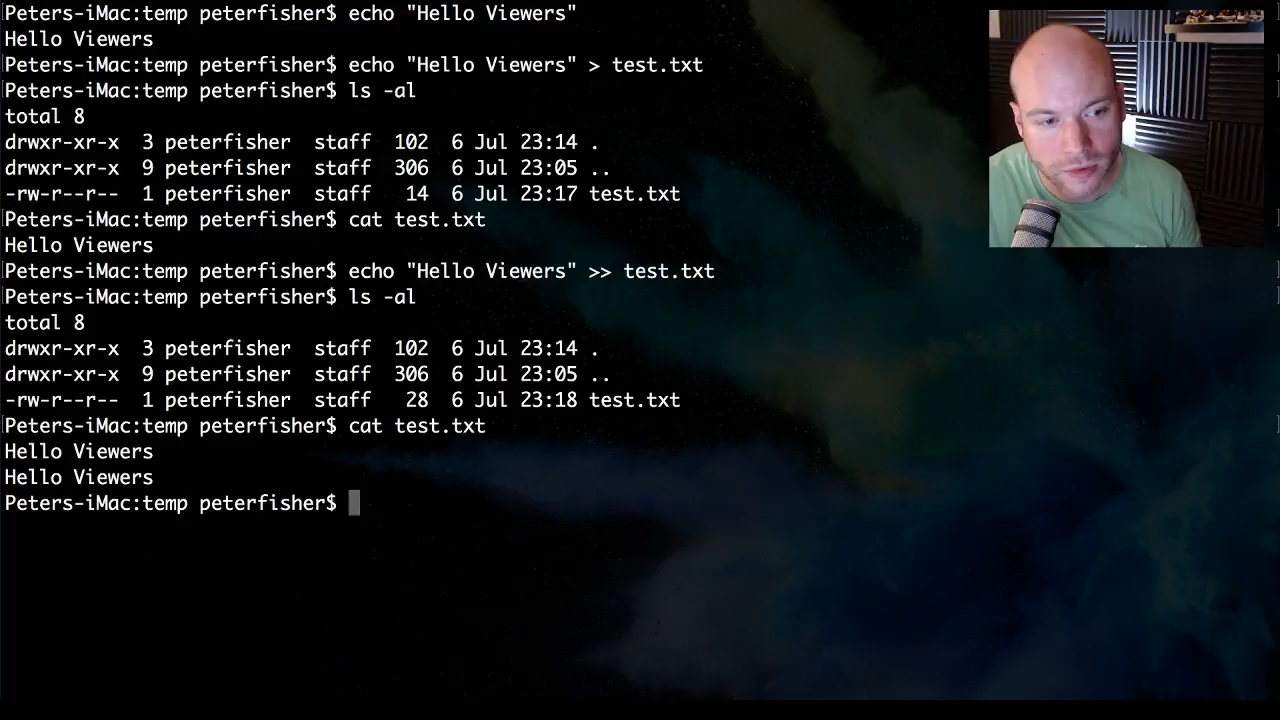 Peters-iMac:temp peterfisher$ echo "Hello Viewers"
Hello Viewers
Peters-iMac:temp peterfisher$ echo "Hello Viewers" > test.txt
Peters-iMac:temp peterfisher$ ls -al
total 8
drwxr-xr-x  3 peterfisher  staff  102  6 Jul 23:14 .
drwxr-xr-x  9 peterfisher  staff  306  6 Jul 23:05 ..
-rw-r--r--  1 peterfisher  staff   14  6 Jul 23:17 test.txt
Peters-iMac:temp peterfisher$ cat test.txt
Hello Viewers
Peters-iMac:temp peterfisher$ echo "Hello Viewers" >> test.txt
Peters-iMac:temp peterfisher$ ls -al
total 8
drwxr-xr-x  3 peterfisher  staff  102  6 Jul 23:14 .
drwxr-xr-x  9 peterfisher  staff  306  6 Jul 23:05 ..
-rw-r--r--  1 peterfisher  staff   28  6 Jul 23:18 test.txt
Peters-iMac:temp peterfisher$ cat test.txt
Hello Viewers
Hello Viewers
Peters-iMac:temp peterfisher$